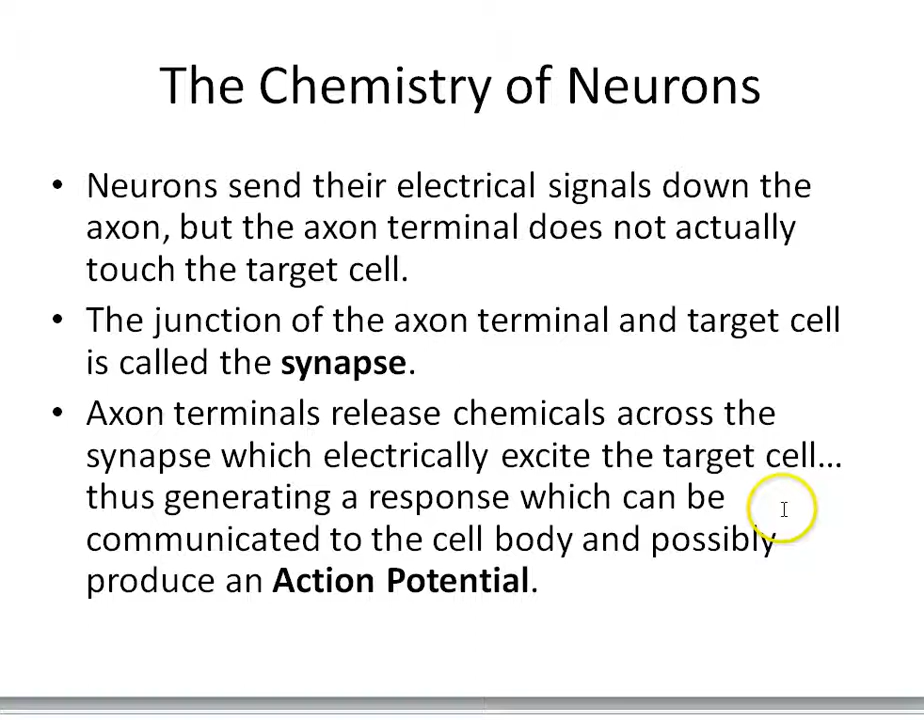 The Chemistry of Neurons
• Neurons send their electrical signals down the
axon, but the axon terminal does not actually
touch the target cell.
• The junction of the axon terminal and target cell
is called the synapse.
• Axon terminals release chemicals across the
synapse which electrically excite the target cell…
thus generating a response which can be
communicated to the cell body and possibly
produce an Action Potential.